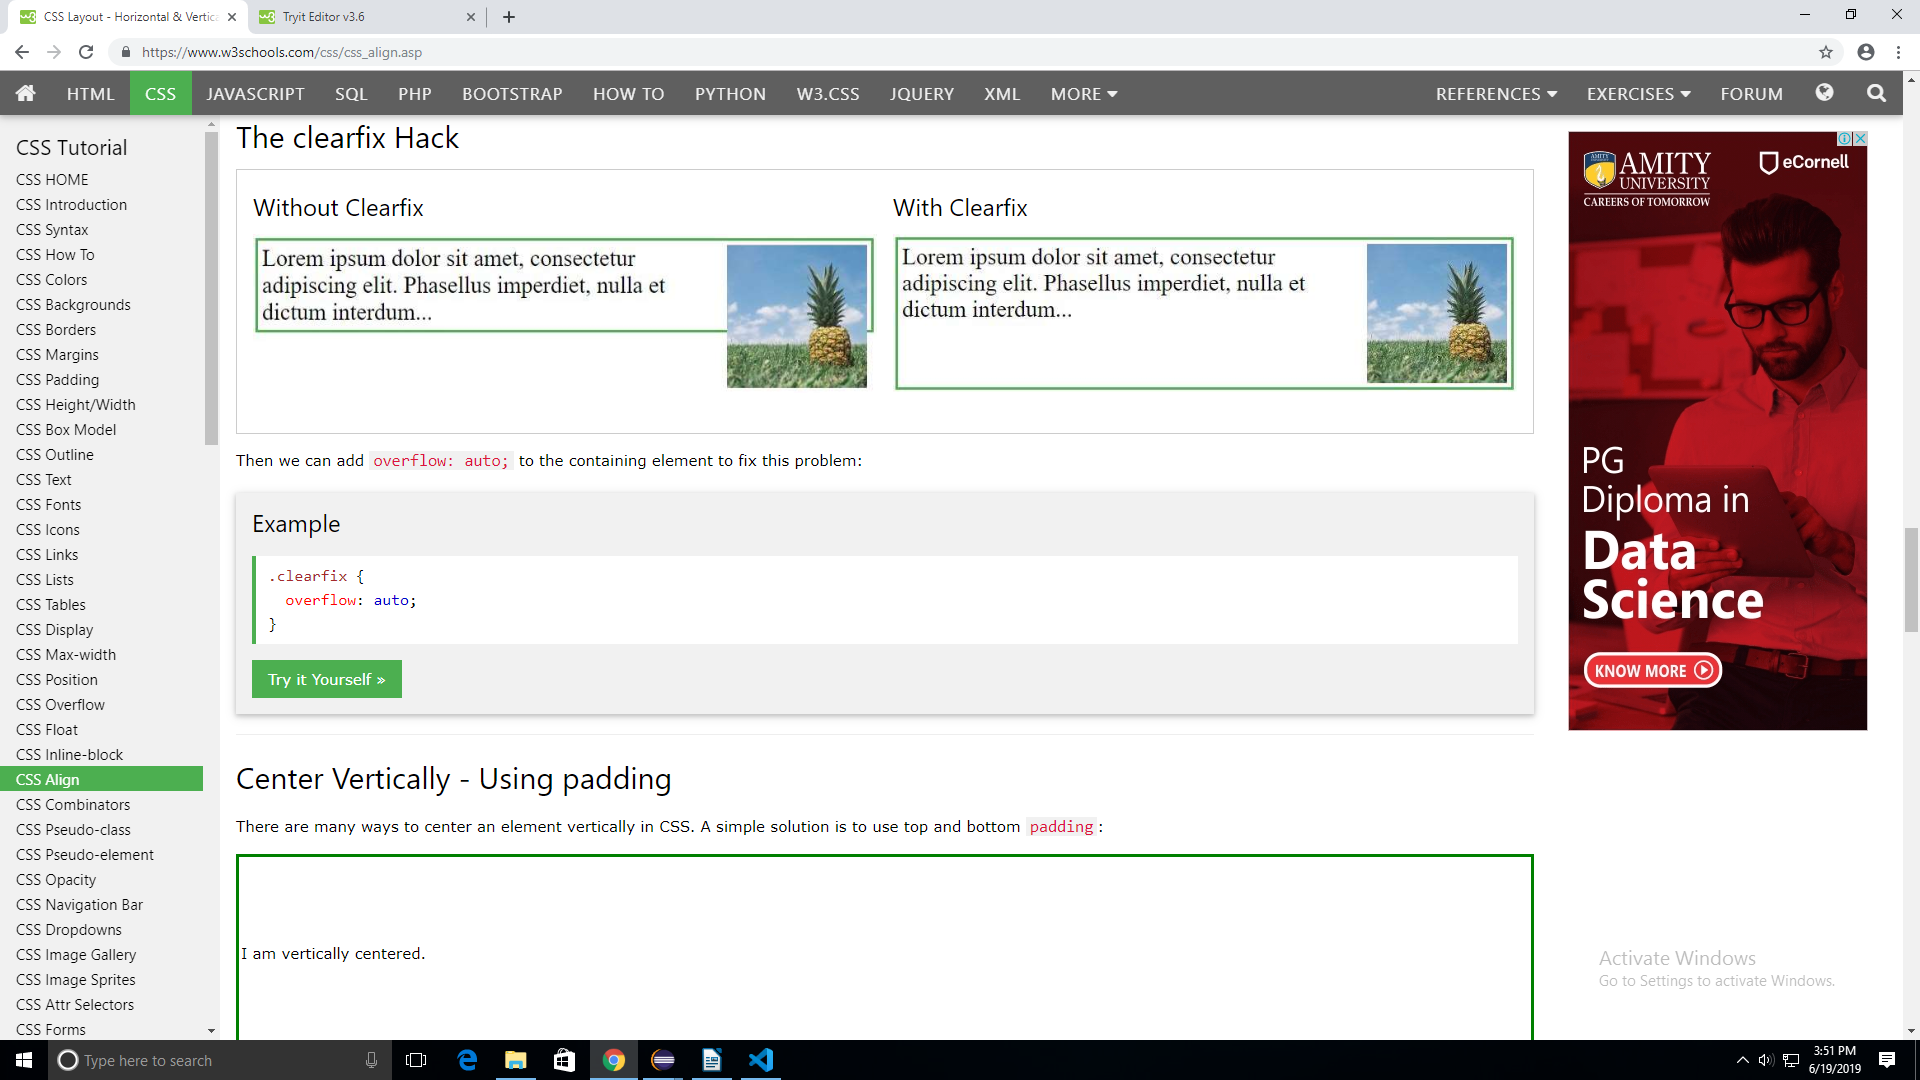 CSS Layout - Horizontal & Vertica
Tryit Editor v3.6
https://www.w3schools.com/css/css_align.asp
HTML
CSS
JAVASCRIPT
SQL
PHP
BOOTSTRAP
HOW TO
PYTHON
W3.CSS
JQUERY
XML
MORE
REFERENCES
EXERCISES
FORUM
CSS Tutorial
CSS HOME
CSS Introduction
CSS Syntax
CSS How To
CSS Colors
CSS Backgrounds
CSS Borders
CSS Margins
CSS Padding
CSS Height/Width
CSS Box Model
CSS Outline
CSS Text
CSS Fonts
CSS Icons
CSS Links
CSS Lists
CSS Tables
CSS Display
CSS Max-width
CSS Position
CSS Overflow
CSS Float
CSS Inline-block
CSS Align
CSS Combinators
CSS Pseudo-class
CSS Pseudo-element
CSS Opacity
CSS Navigation Bar
CSS Dropdowns
CSS Image Gallery
CSS Image Sprites
CSS Attr Selectors
CSS Forms
The clearfix Hack
Without Clearfix
Lorem ipsum dolor sit amet, consectetur
adipiscing elit. Phasellus imperdiet, nulla et
dictum interdum...
With Clearfix
Lorem ipsum dolor sit amet, consectetur
adipiscing elit. Phasellus imperdiet, nulla et
dictum interdum...
Then we can add overflow: auto; to the containing element to fix this problem:
Example
.clearfix {
overflow: auto;
}
Try it Yourself »
Center Vertically - Using padding
There are many ways to center an element vertically in CSS. A simple solution is to use top and bottom padding:
I am vertically centered.
AMITY
UNIVERSITY
CAREERS OF TOMORROW
eCornell
PG
Diploma in
Data
Science
KNOW MORE
Activate Windows
Go to Settings to activate Windows.
Type here to search
3:51 PM
6/19/2019